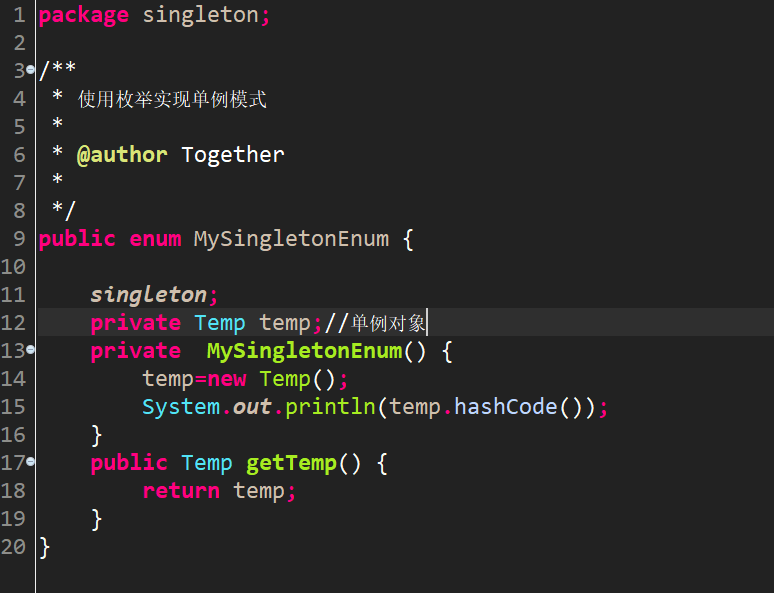 1 package singleton;
2
3 /**
4  * 使用枚举实现单例模式
5  *
6  * @author Together
7  *
8  */
9 public enum MySingletonEnum {
10
11     singleton;
12     private Temp temp;//单例对象
13     private  MySingletonEnum() {
14         temp=new Temp();
15         System.out.println(temp.hashCode());
16     }
17     public Temp getTemp() {
18         return temp;
19     }
20 }